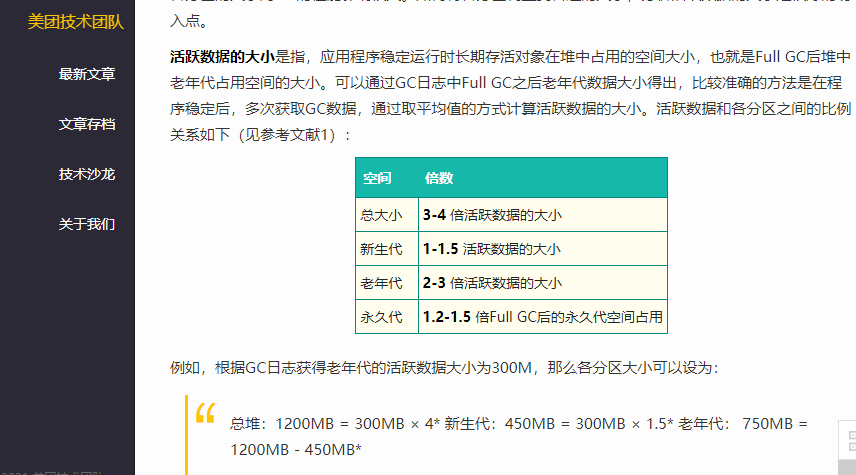 美团技术团队
最新文章
文章存档
技术沙龙
关于我们
入点。
活跃数据的大小是指，应用程序稳定运行时长期存活对象在堆中占用的空间大小，也就是Full GC后堆中
老年代占用空间的大小。可以通过GC日志中Full GC之后老年代数据大小得出，比较准确的方法是在程
序稳定后，多次获取GC数据，通过取平均值的方式计算活跃数据的大小。活跃数据和各分区之间的比例
关系如下（见参考文献1）：
空间 倍数
总大小 3-4 倍活跃数据的大小
新生代 1-1.5 活跃数据的大小
老年代 2-3 倍活跃数据的大小
永久代 1.2-1.5 倍Full GC后的永久代空间占用
例如，根据GC日志获得老年代的活跃数据大小为300M，那么各分区大小可以设为：
总堆：1200MB = 300MB × 4* 新生代：450MB = 300MB × 1.5* 老年代： 750MB =
1200MB - 450MB*